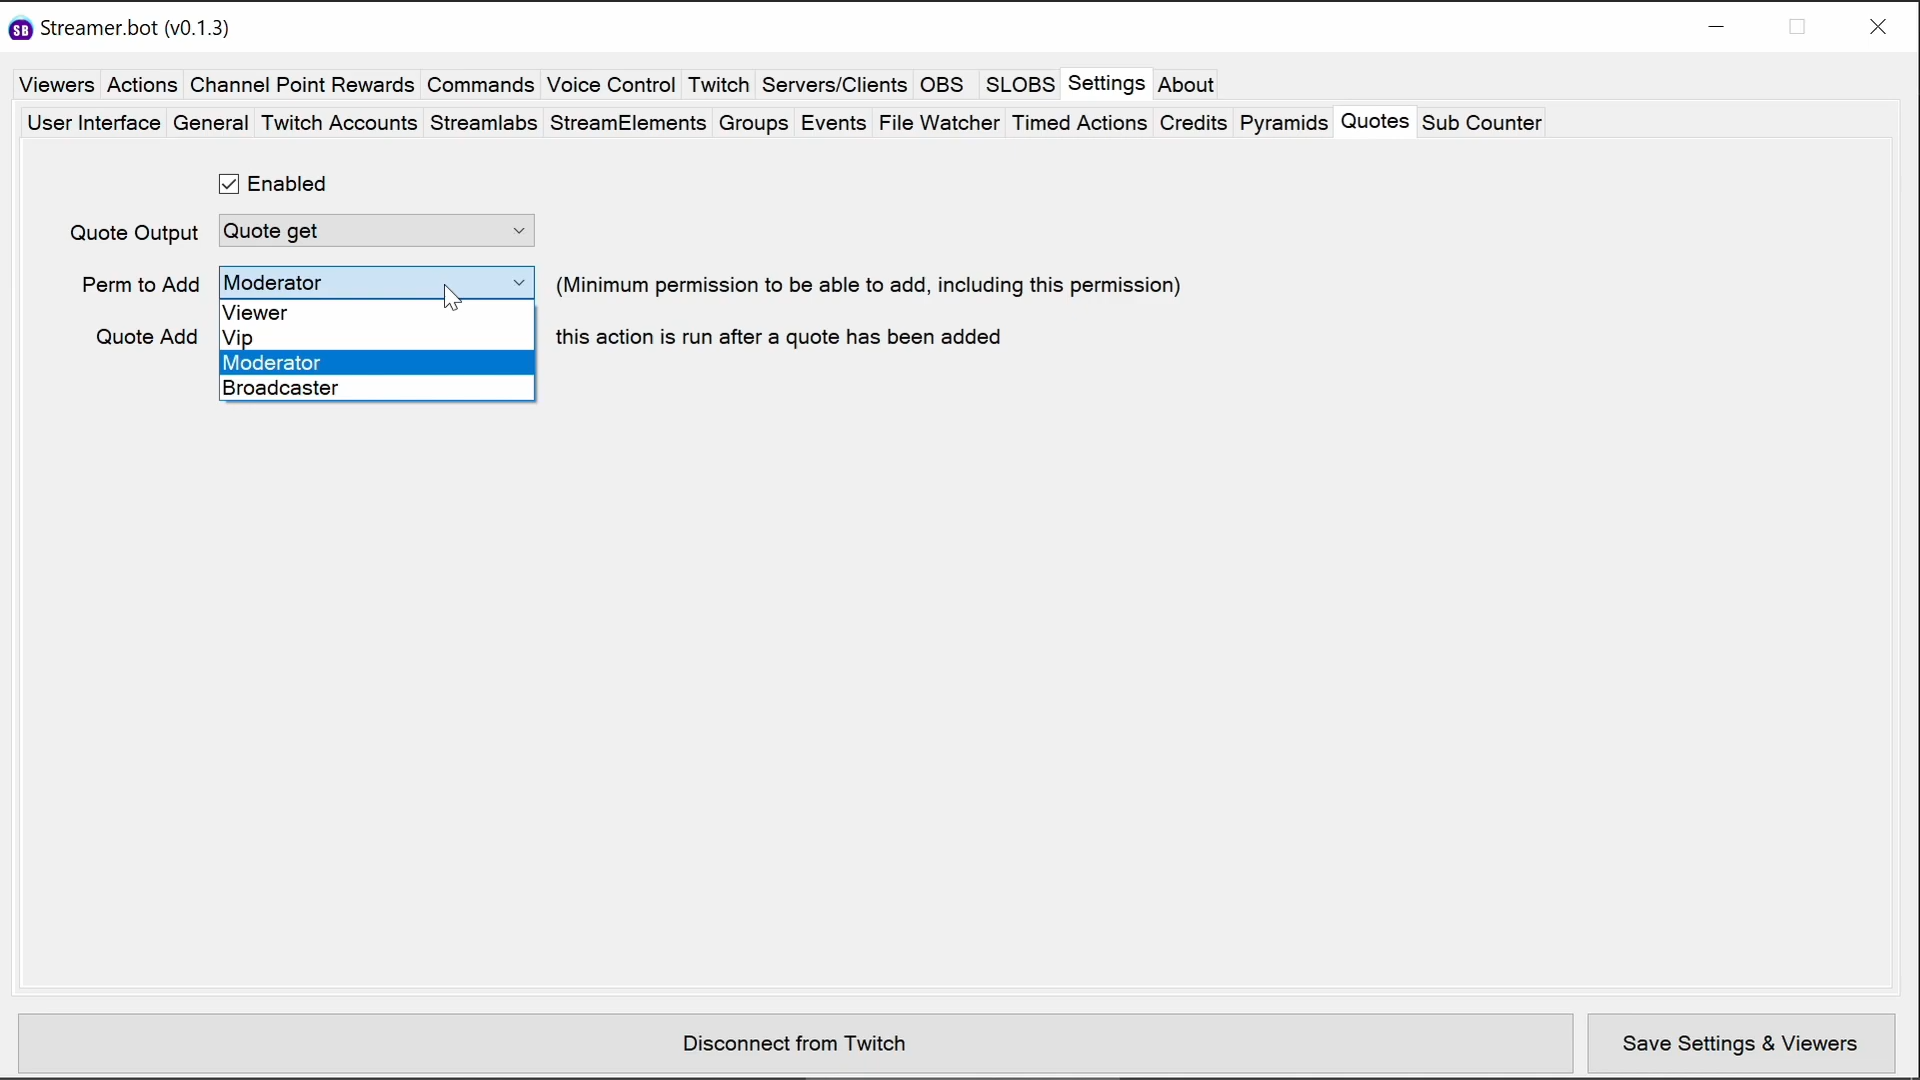 SB Streamer.bot (v0.1.3)
Viewers Actions Channel Point Rewards Commands Voice Control Twitch Servers/Clients OBS SLOBS Settings About
User Interface General Twitch Accounts Streamlabs StreamElements Groups Events File Watcher Timed Actions Credits Pyramids Quotes Sub Counter
Enabled
Quote Output Quote get
Perm to Add Moderator (Minimum permission to be able to add, including this permission)
Viewer
Quote Add Vip this action is run after a quote has been added
Moderator
Broadcaster
Disconnect from Twitch Save Settings & Viewers